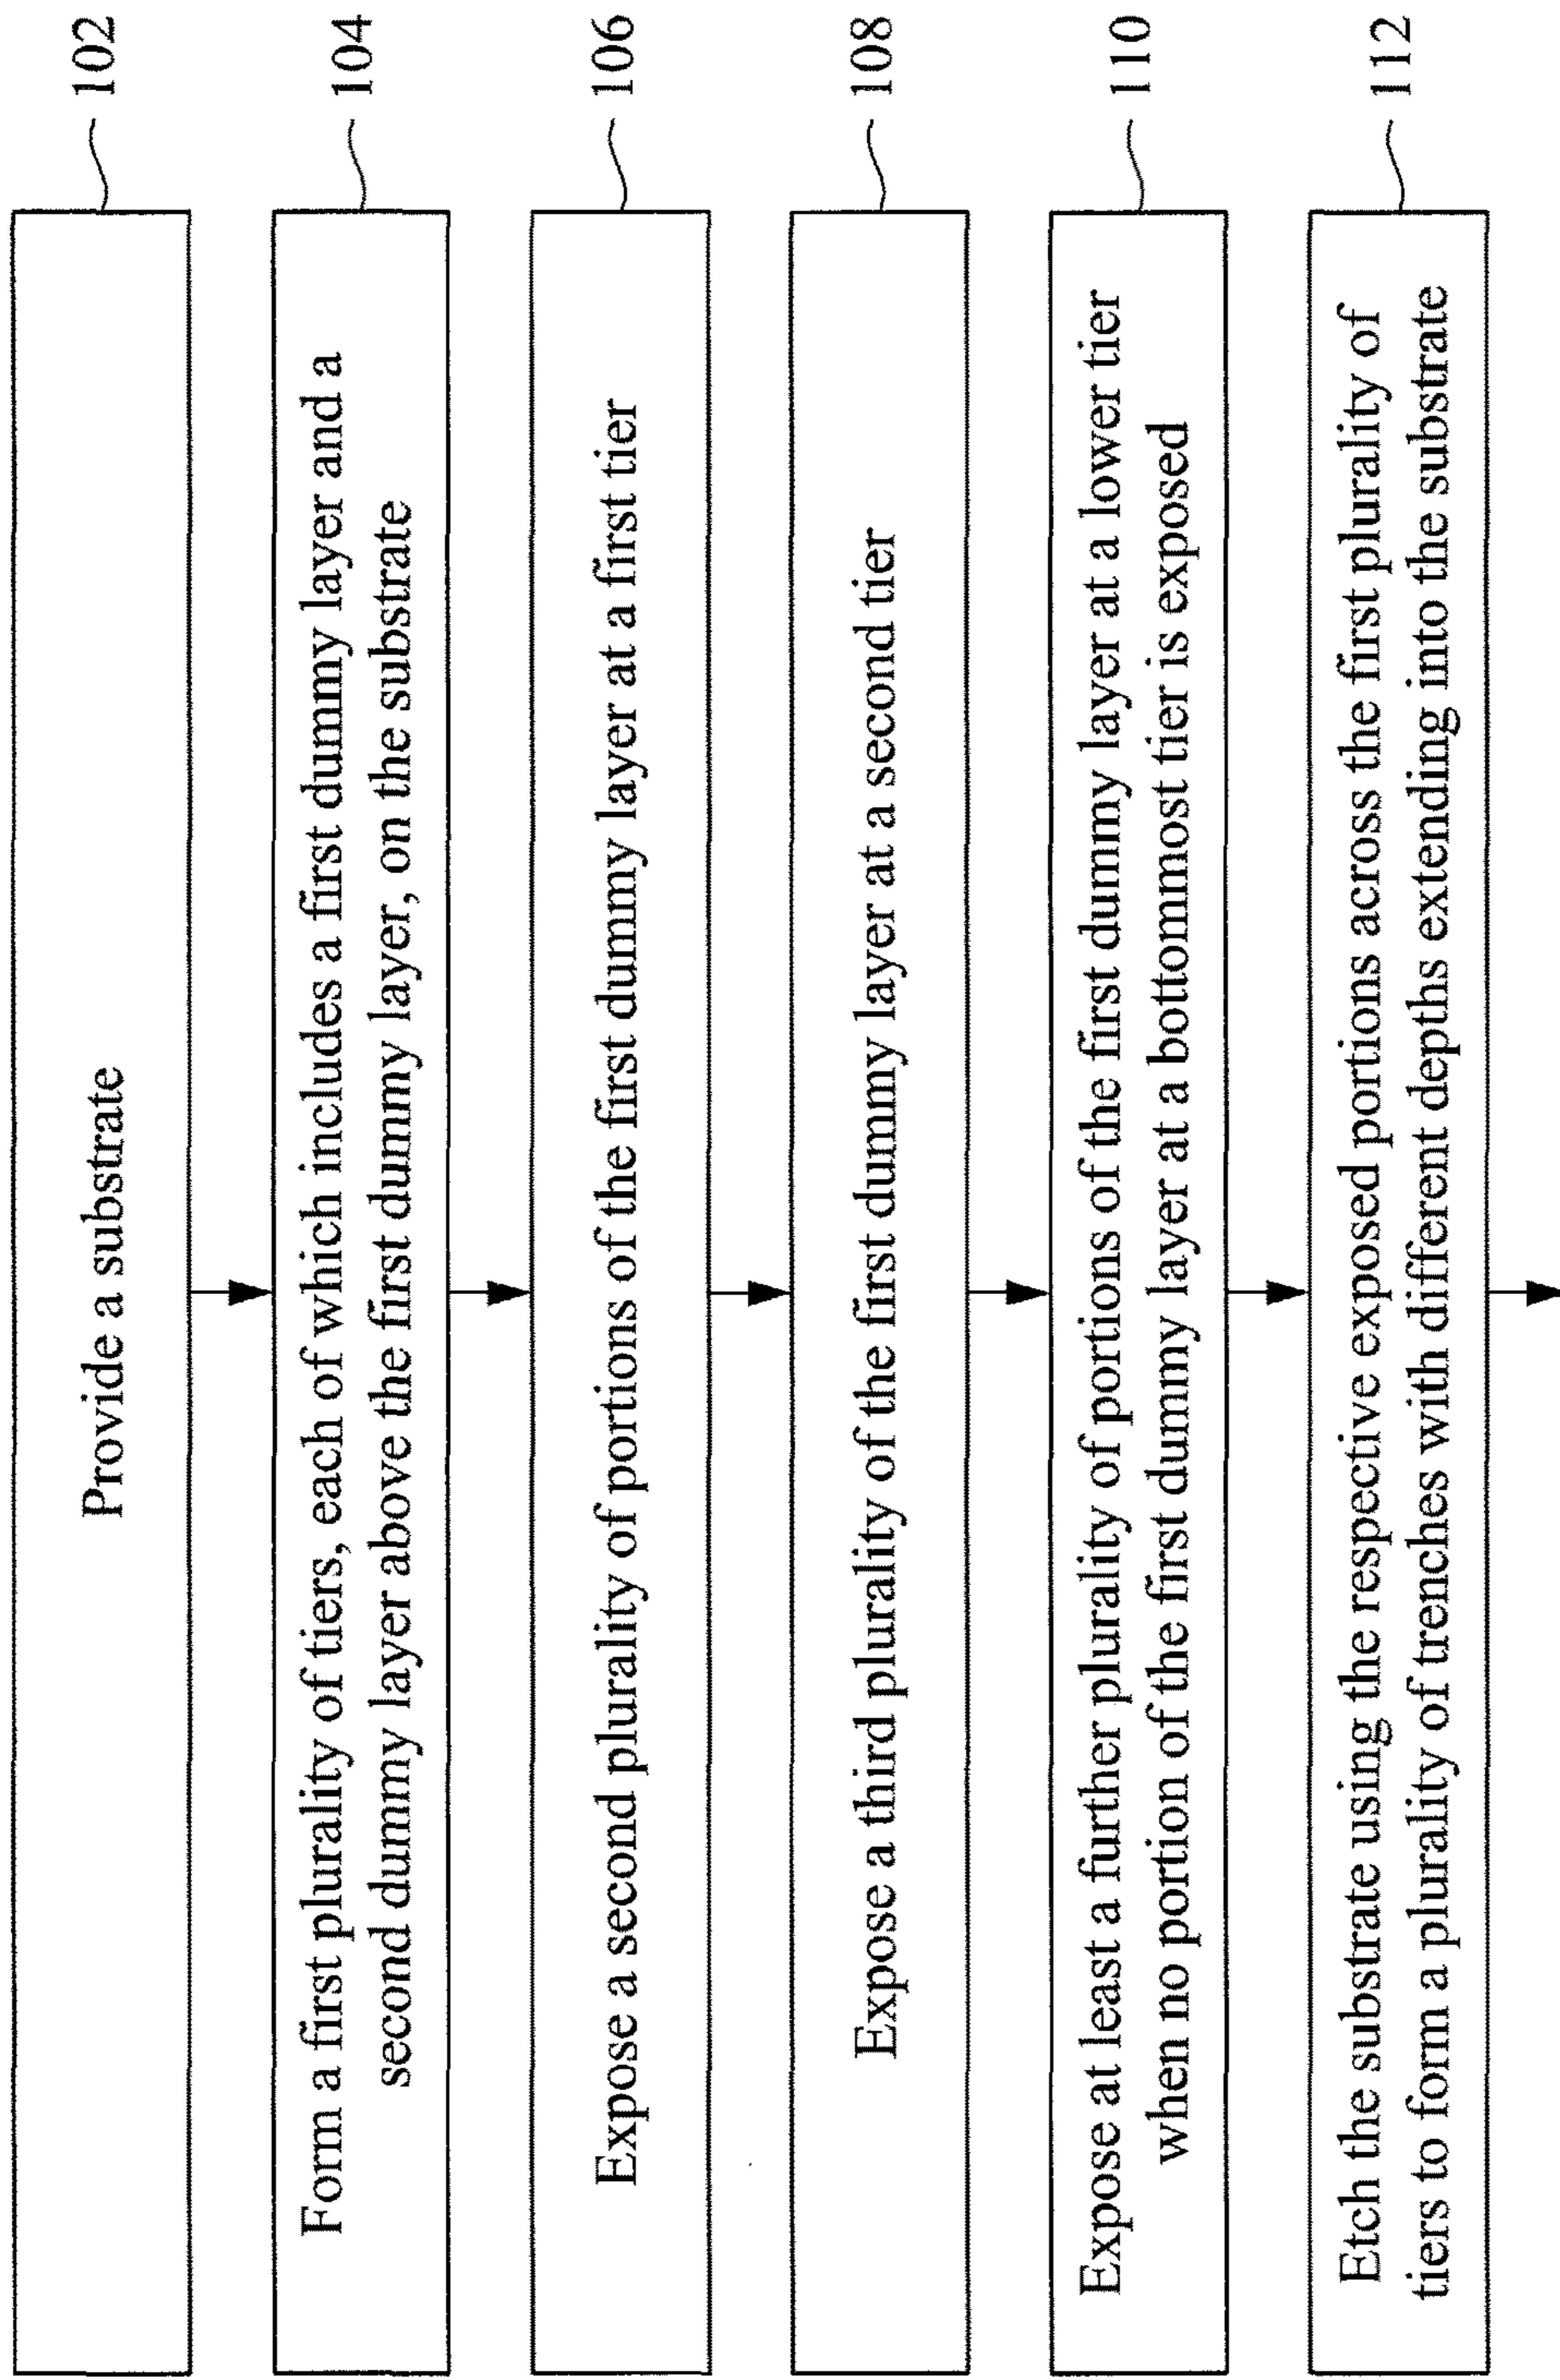 Provide a substrate
102
Form a first plurality of tiers, each of which includes a first dummy layer and a
second dummy layer above the first dummy layer, on the substrate
104
Expose a second plurality of portions of the first dummy layer at a first tier
106
Expose a third plurality of the first dummy layer at a second tier
108
Expose at least a further plurality of portions of the first dummy layer at a lower tier
when no portion of the first dummy layer at a bottommost tier is exposed
110
Etch the substrate using the respective exposed portions across the first plurality of
tiers to form a plurality of trenches with different depths extending into the substrate
112